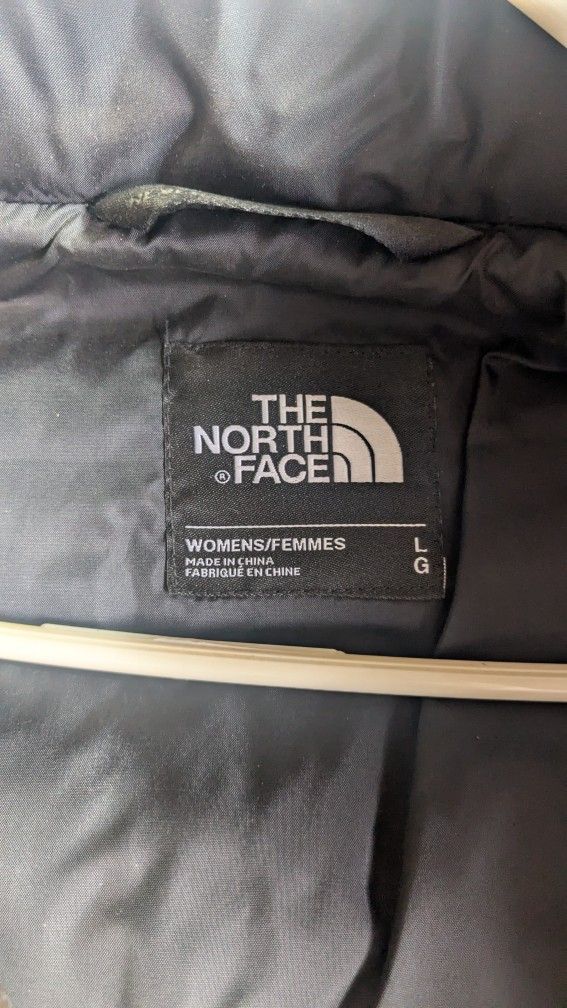 THE
NORTH
® FACE
WOMENS/FEMMES L
MADE IN CHINA
FABRIQUÉ EN CHINE G